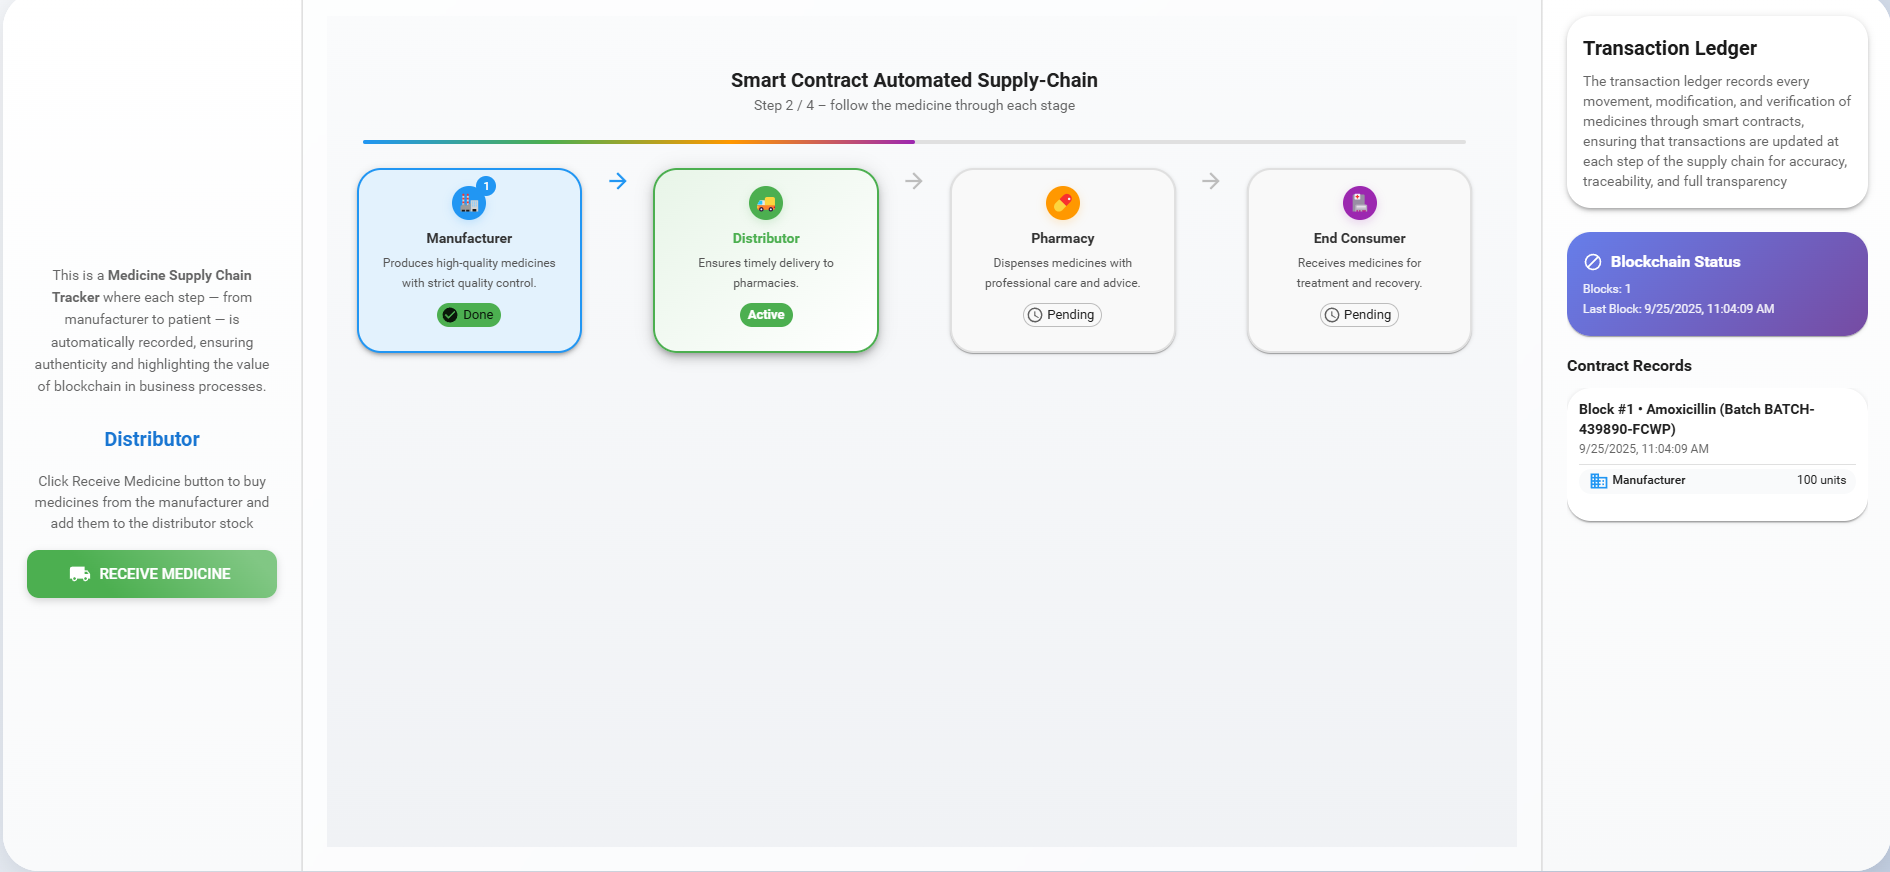 This is a Medicine Supply Chain
Tracker where each step — from
manufacturer to patient — is
automatically recorded, ensuring
authenticity and highlighting the value
of blockchain in business processes.
Distributor
Click Receive Medicine button to buy
medicines from the manufacturer and
add them to the distributor stock
RECEIVE MEDICINE
Smart Contract Automated Supply-Chain
Step 2 / 4 – follow the medicine through each stage
1
Manufacturer
Produces high-quality medicines
with strict quality control.
Done
Distributor
Ensures timely delivery to
pharmacies.
Active
Pharmacy
Dispenses medicines with
professional care and advice.
Pending
End Consumer
Receives medicines for
treatment and recovery.
Pending
Transaction Ledger
The transaction ledger records every
movement, modification, and verification of
medicines through smart contracts,
ensuring that transactions are updated at
each step of the supply chain for accuracy,
traceability, and full transparency
Blockchain Status
Blocks: 1
Last Block: 9/25/2025, 11:04:09 AM
Contract Records
Block #1 • Amoxicillin (Batch BATCH-
439890-FCWP)
9/25/2025, 11:04:09 AM
Manufacturer 100 units